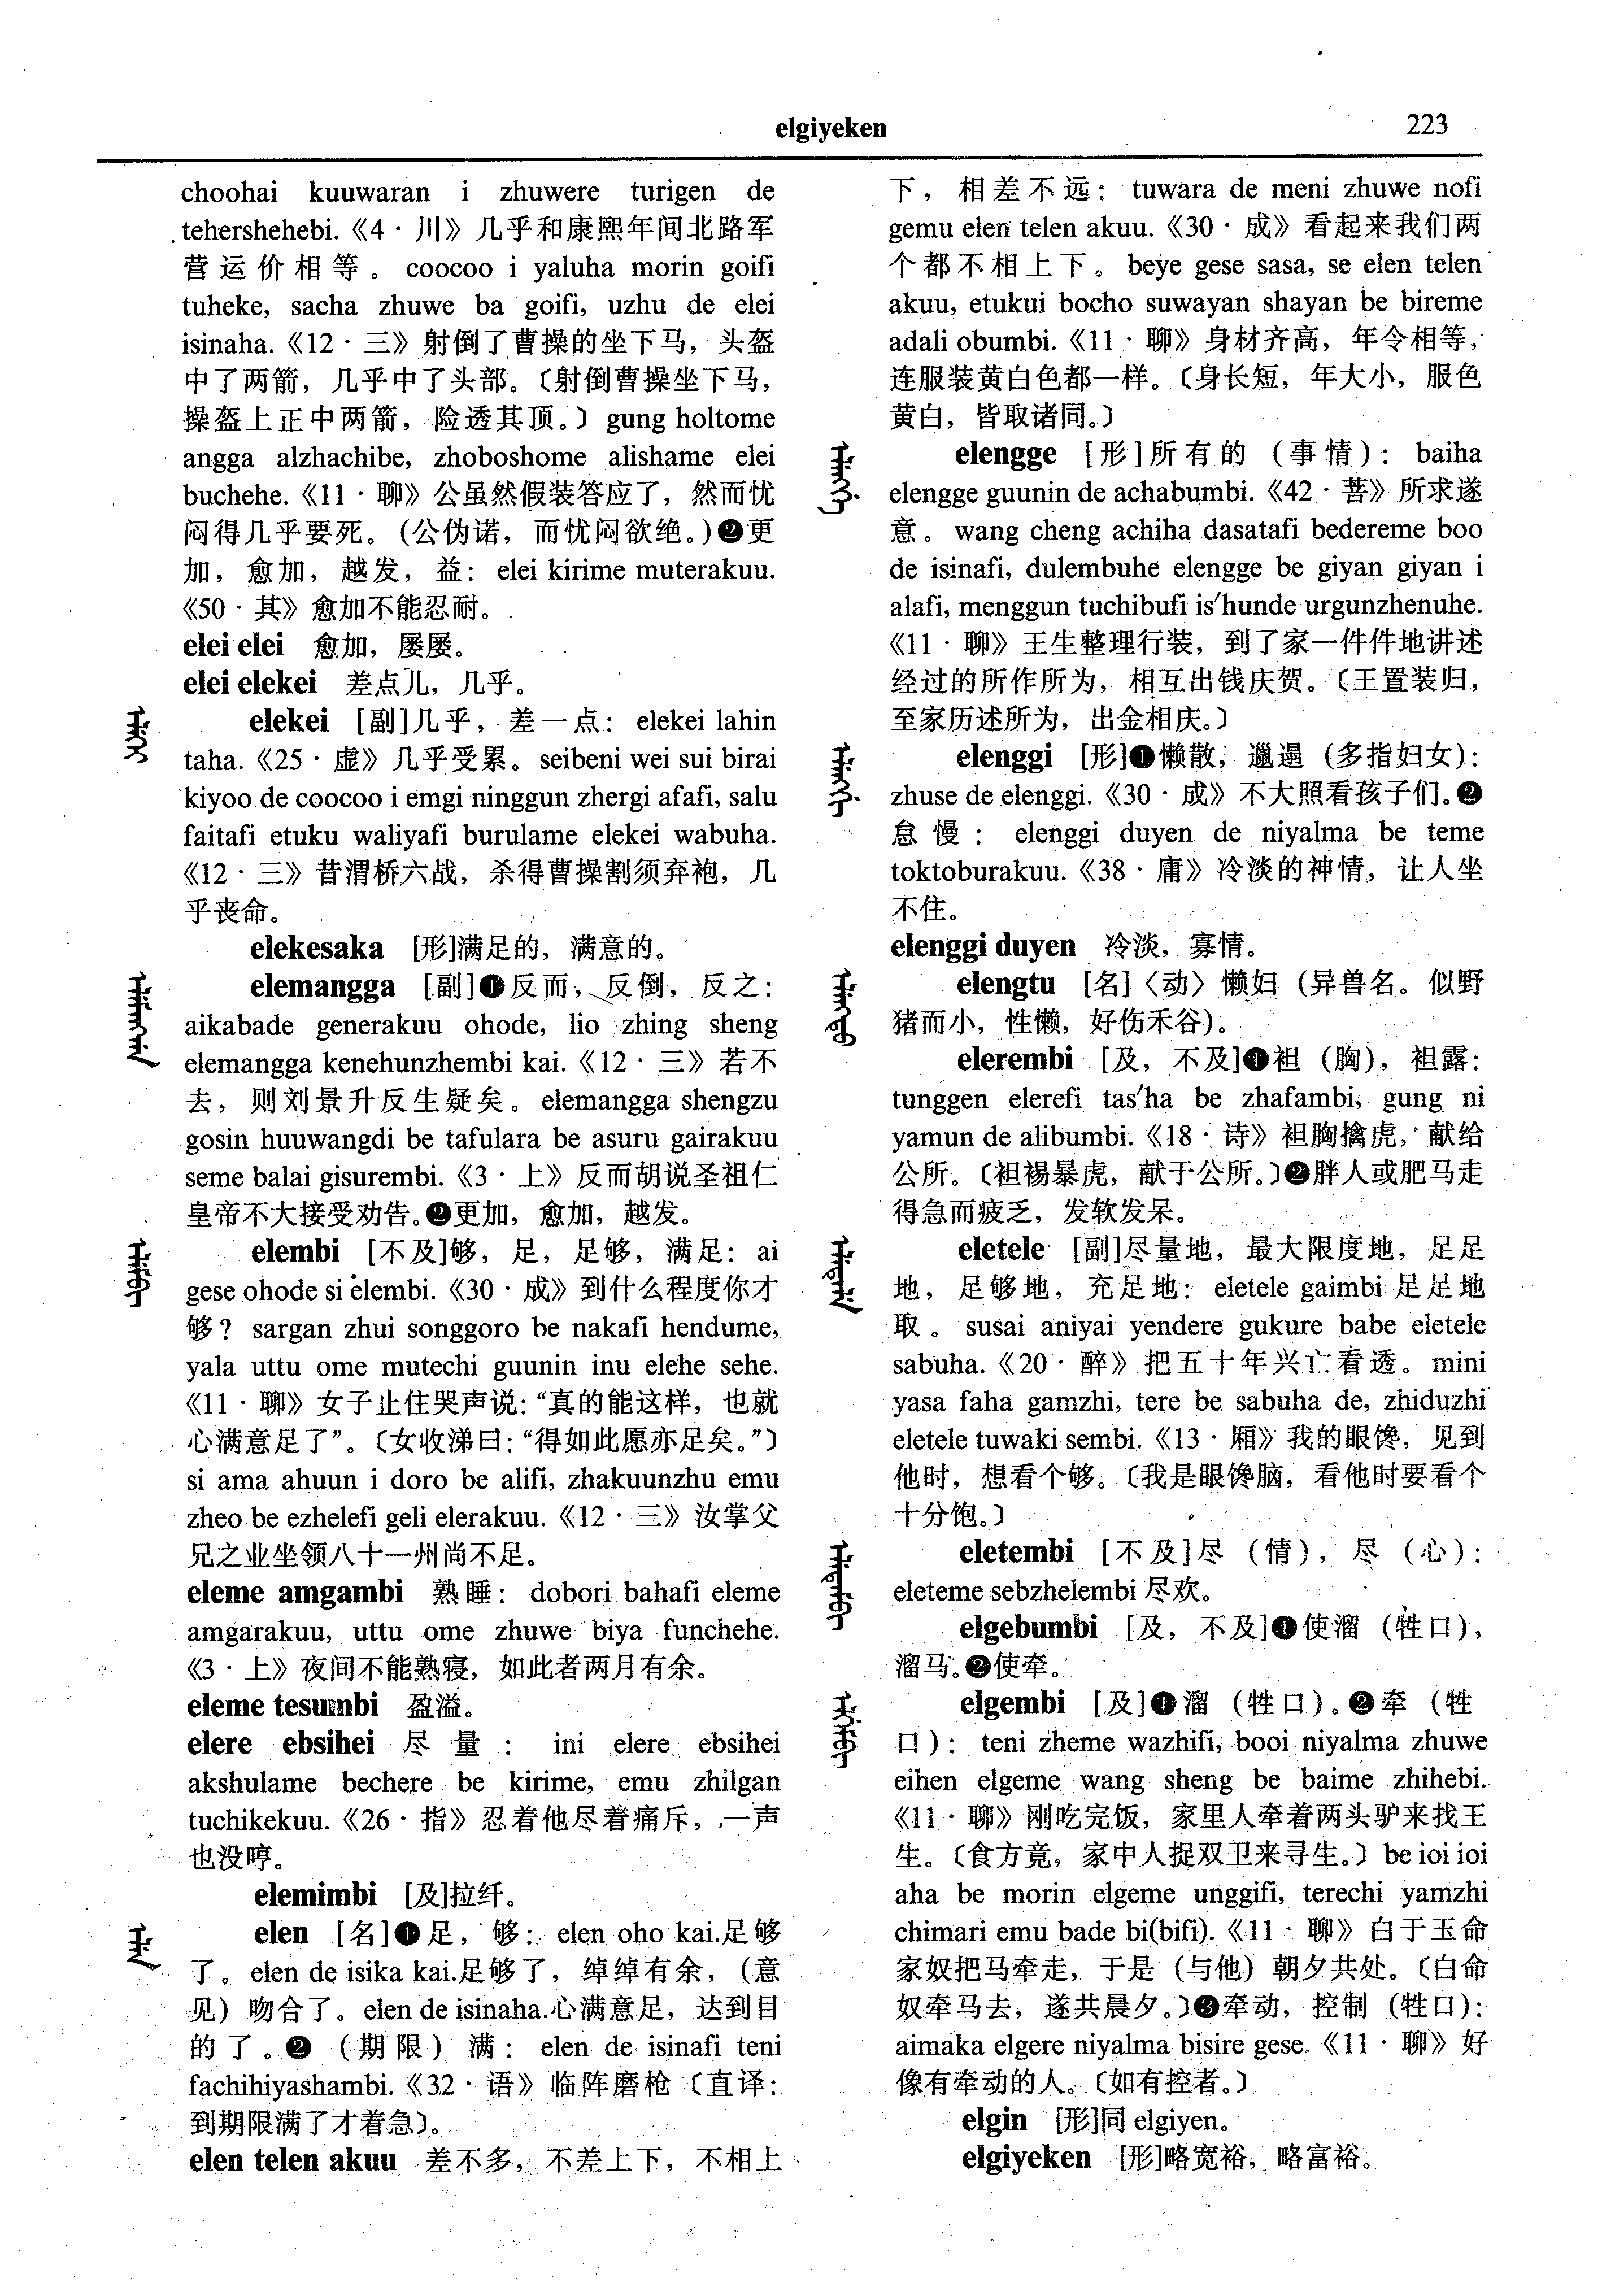 elgiyeken
223
choohai kuuwaran i zhuwere turigen de
tehershehebi.《4·川》几乎和康熙年间北路军
营运价相等。coocoo i yaluha morin goifi
tuheke, sacha zhuwe ba goifi, uzhu de elei
isinaha.《12·三》射倒了曹操的坐下马，头盔
中了两箭，几乎中了头部。〔射倒曹操坐下马，
操盔上正中两箭，险透其顶。〕gung holtome
angga alzhachibe, zhoboshome alishame elei
buchehe.《11·聊》公虽然假装答应了，然而忧
闷得几乎要死。(公伪诺，而忧闷欲绝。)❷更
加，愈加，越发，益：elei kirime muterakuu.
《50·其》愈加不能忍耐。
elei elei 愈加，屡屡。
elei elekei 差点儿，几乎。
elekei [副]几乎，差一点：elekei lahin
taha.《25·虚》几乎受累。seibeni wei sui birai
kiyoo de coocoo i emgi ninggun zhergi afafi, salu
faitafi etuku waliyafi burulame elekei wabuha.
《12·三》昔渭桥六战，杀得曹操割须弃袍，几
乎丧命。
elekesaka [形]满足的，满意的。
elemangga [副]❶反而，反倒，反之：
aikabade generakuu ohode, lio zhing sheng
elemangga kenehunzhembi kai.《12·三》若不
去，则刘景升反生疑矣。elemangga shengzu
gosin huuwangdi be tafulara be asuru gairakuu
seme balai gisurembi.《3·上》反而胡说圣祖仁
皇帝不大接受劝告。❷更加，愈加，越发。
elembi [不及]够，足，足够，满足：ai
gese ohode si elembi.《30·成》到什么程度你才
够？sargan zhui songgoro be nakafi hendume,
yala uttu ome mutechi guunin inu elehe sehe.
《11·聊》女子止住哭声说：“真的能这样，也就
心满意足了”。〔女收涕曰：“得如此愿亦足矣。”〕
si ama ahuun i doro be alifi, zhakuunzhu emu
zheo be ezhelefi geli elerakuu.《12·三》汝掌父
兄之业坐领八十一州尚不足。
eleme amgambi 熟睡：dobori bahafi eleme
amgarakuu, uttu ome zhuwe biya funchehe.
《3·上》夜间不能熟寝，如此者两月有余。
eleme tesumbi 盈溢。
elere ebsihei 尽量：ini elere ebsihei
akshulame bechere be kirime, emu zhilgan
tuchikekuu.《26·指》忍着他尽着痛斥，一声
也没哼。
elemimbi [及]拉纤。
elen [名]❶足，够：elen oho kai.足够
了。elen de isika kai.足够了，绰绰有余，(意
见) 吻合了。elen de isinaha.心满意足，达到目
的了。❷（期限）满：elen de isinafi teni
fachihiyashambi.《32·语》临阵磨枪〔直译：
到期限满了才着急〕。
elen telen akuu 差不多，不差上下，不相上
下，相差不远：tuwara de meni zhuwe nofi
gemu elen telen akuu.《30·成》看起来我们两
个都不相上下。beye gese sasa, se elen telen
akuu, etukui bocho suwayan shayan be bireme
adali obumbi.《11·聊》身材齐高，年令相等，
连服装黄白色都一样。〔身长短，年大小，服色
黄白，皆取诸同。〕
elengge [形]所有的（事情）：baiha
elengge guunin de achabumbi.《42·菩》所求遂
意。wang cheng achiha dasatafi bedereme boo
de isinafi, dulembuhe elengge be giyan giyan i
alafi, menggun tuchibufi is'hunde urgunzhenuhe.
《11·聊》王生整理行装，到了家一件件地讲述
经过的所作所为，相互出钱庆贺。〔王置装归，
至家历述所为，出金相庆。〕
elenggi [形]❶懒散，邋遢（多指妇女）：
zhuse de elenggi.《30·成》不大照看孩子们。❷
怠慢：elenggi duyen de niyalma be teme
toktoburakuu.《38·庸》冷淡的神情，让人坐
不住。
elenggi duyen 冷淡，寡情。
elengtu [名]〈动〉懒妇（异兽名。似野
猪而小，性懒，好伤禾谷）。
elerembi [及，不及]❶袒（胸），袒露：
tunggen elerefi tas'ha be zhafambi, gung ni
yamun de alibumbi.《18·诗》袒胸擒虎，献给
公所。〔袒裼暴虎，献于公所。〕❷胖人或肥马走
得急而疲乏，发软发呆。
eletele [副]尽量地，最大限度地，足足
地，足够地，充足地：eletele gaimbi 足足地
取。susai aniyai yendere gukure babe eletele
sabuha.《20·醉》把五十年兴亡看透。mini
yasa faha gamzhi, tere be sabuha de, zhiduzhi
eletele tuwaki sembi.《13·厢》我的眼馋，见到
他时，想看个够。〔我是眼馋脑，看他时要看个
十分饱。〕
eletembi [不及]尽（情），尽（心）：
eleteme sebzhelembi 尽欢。
elgebumbi [及，不及]❶使溜（牲口），
溜马。❷使牵。
elgembi [及]❶溜（牲口）。❷牵（牲
口）：teni zheme wazhifi, booi niyalma zhuwe
eihen elgeme wang sheng be baime zhihebi.
《11·聊》刚吃完饭，家里人牵着两头驴来找王
生。〔食方竟，家中人捉双卫来寻生。〕be ioi ioi
aha be morin elgeme unggifi, terechi yamzhi
chimari emu bade bi(bifi).《11·聊》白于玉命
家奴把马牵走，于是（与他）朝夕共处。〔白命
奴牵马去，遂共晨夕。〕❸牵动，控制（牲口）：
aimaka elgere niyalma bisire gese.《11·聊》好
像有牵动的人。〔如有控者。〕
elgin [形]同 elgiyen。
elgiyeken [形]略宽裕，略富裕。